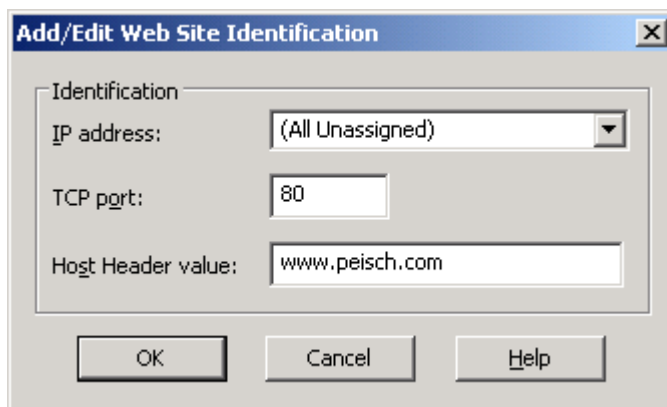 Add/Edit Web Site Identification
Identification
IP address: (All Unassigned)
TCP port: 80
Host Header value: www.peisch.com
OK Cancel Help